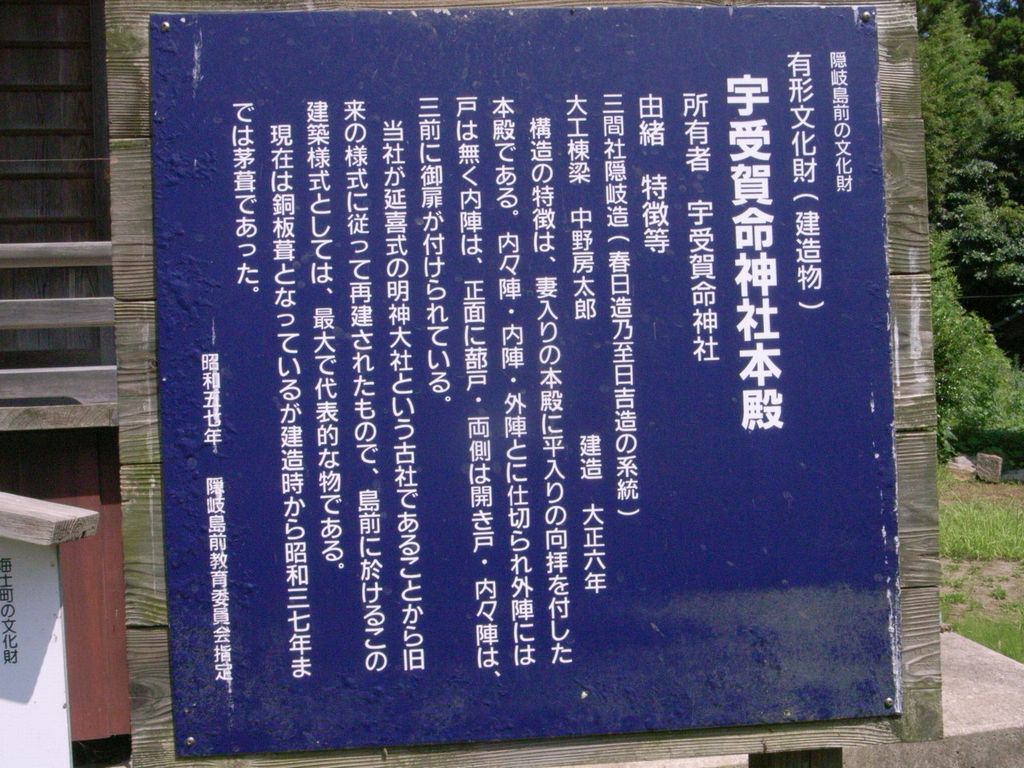 隠岐島前の文化財
有形文化財(建造物)
宇受賀命神社本殿
所有者 宇受賀命神社
由緒 特徴等
三間社隠岐造(春日造乃至日吉造の系統)
大工棟梁 中野房太郎 建造 大正六年
構造の特徴は、妻入りの本殿に平入りの向拝を付した
本殿である。内々陣・内陣・外陣とに仕切られ外陣には
戸は無く内陣は、正面に蔀戸・両側は開き戸・内々陣は、
三前に御扉が付けられている。
当社が延喜式の明神大社という古社であることから旧
来の様式に従って再建されたもので、島前に於けるこの
建築様式としては、最大で代表的な物である。
現在は銅板葺となっているが建造時から昭和三七年ま
では茅葺であった。
昭和五七年 隠岐島前教育委員会指定
海士町の文化財